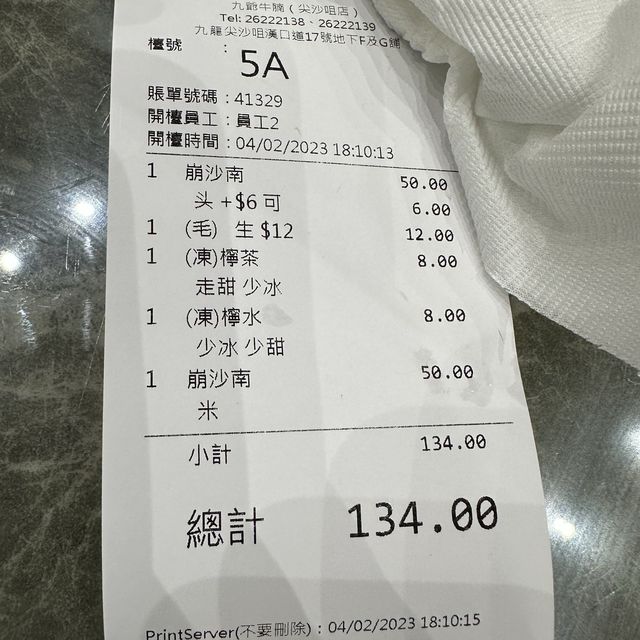 九爺牛腩（尖沙咀店）
Tel: 26222138、26222139
九龍尖沙咀漢口道17號地下F及G舖
檯號 :
5A
賬單號碼 : 41329
開檯員工 : 員工2
開檯時間 : 04/02/2023 18:10:13
1 崩沙南 50.00
头 +$6 可 6.00
1 (毛) 生 $12 12.00
1 (凍)檸茶 8.00
走甜 少冰
1 (凍)檸水 8.00
少冰 少甜
1 崩沙南 50.00
米
小計 134.00
總計 134.00
PrintServer(不要刪除) : 04/02/2023 18:10:15